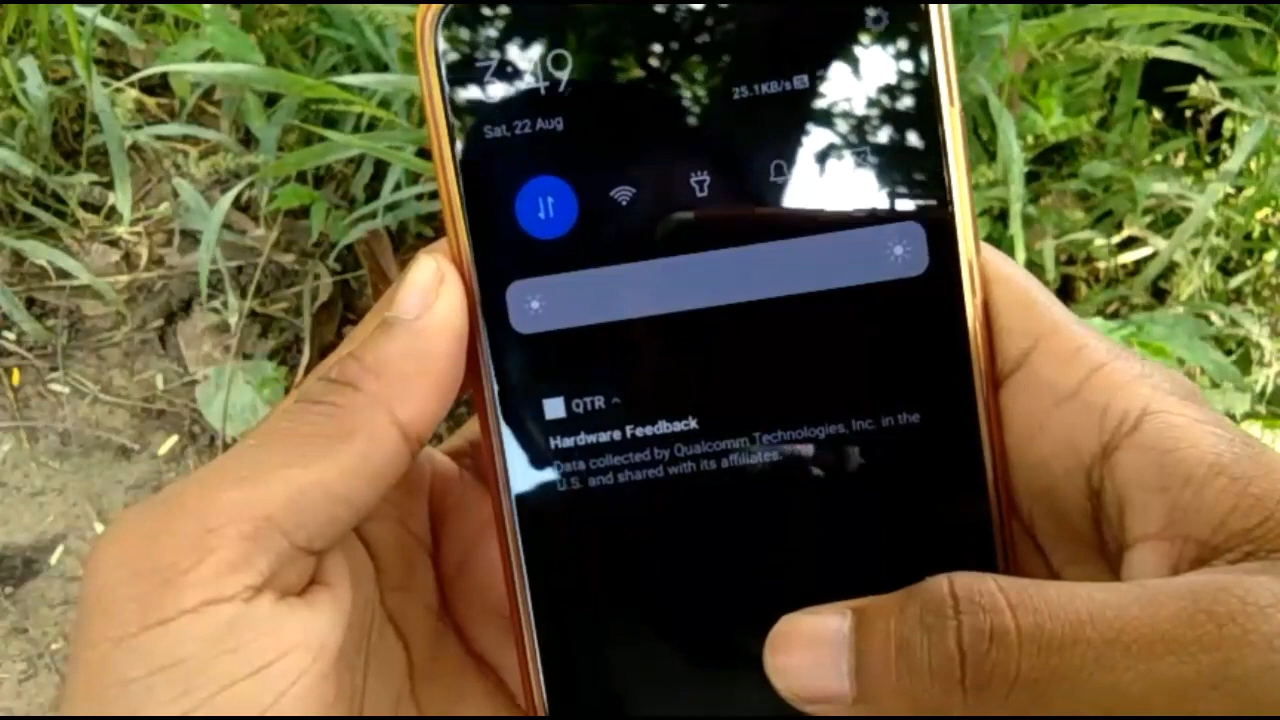 3:49
25.1KB/s
Sat, 22 Aug
QTR
Hardware Feedback
Data collected by Qualcomm Technologies, Inc. in the
U.S. and shared with its affiliates.